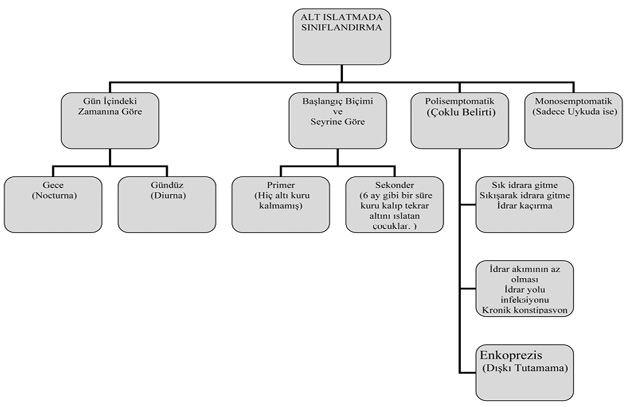 ALT ISLATMADA
SINIFLANDIRMA
Gün İçindeki
Zamanına Göre
Başlangıç Biçimi
ve
Seyrine Göre
Polisemptomatik
(Çoklu Belirti)
Monosemptomatik
(Sadece Uykuda ise)
Gece
(Nocturna)
Gündüz
(Diurna)
Primer
(Hiç altı kuru
kalmamış)
Sekonder
(6 ay gibi bir süre
kuru kalıp tekrar
altını ıslatan
çocuklar. )
Sık idrara gitme
Sıkışarak idrara gitme
İdrar kaçırma
İdrar akımının az
olması
İdrar yolu
infeksiyonu
Kronik konstipasyon
Enkoprezis
(Dışkı Tutamama)